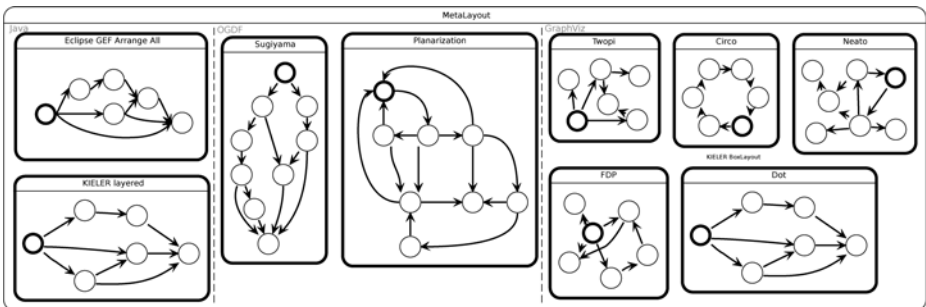 MetaLayout
Java
OGDF
GraphViz
Eclipse GEF Arrange All
Sugiyama
Planarization
Twopi
Circo
Neato
KIELER BoxLayout
KIELER layered
FDP
Dot